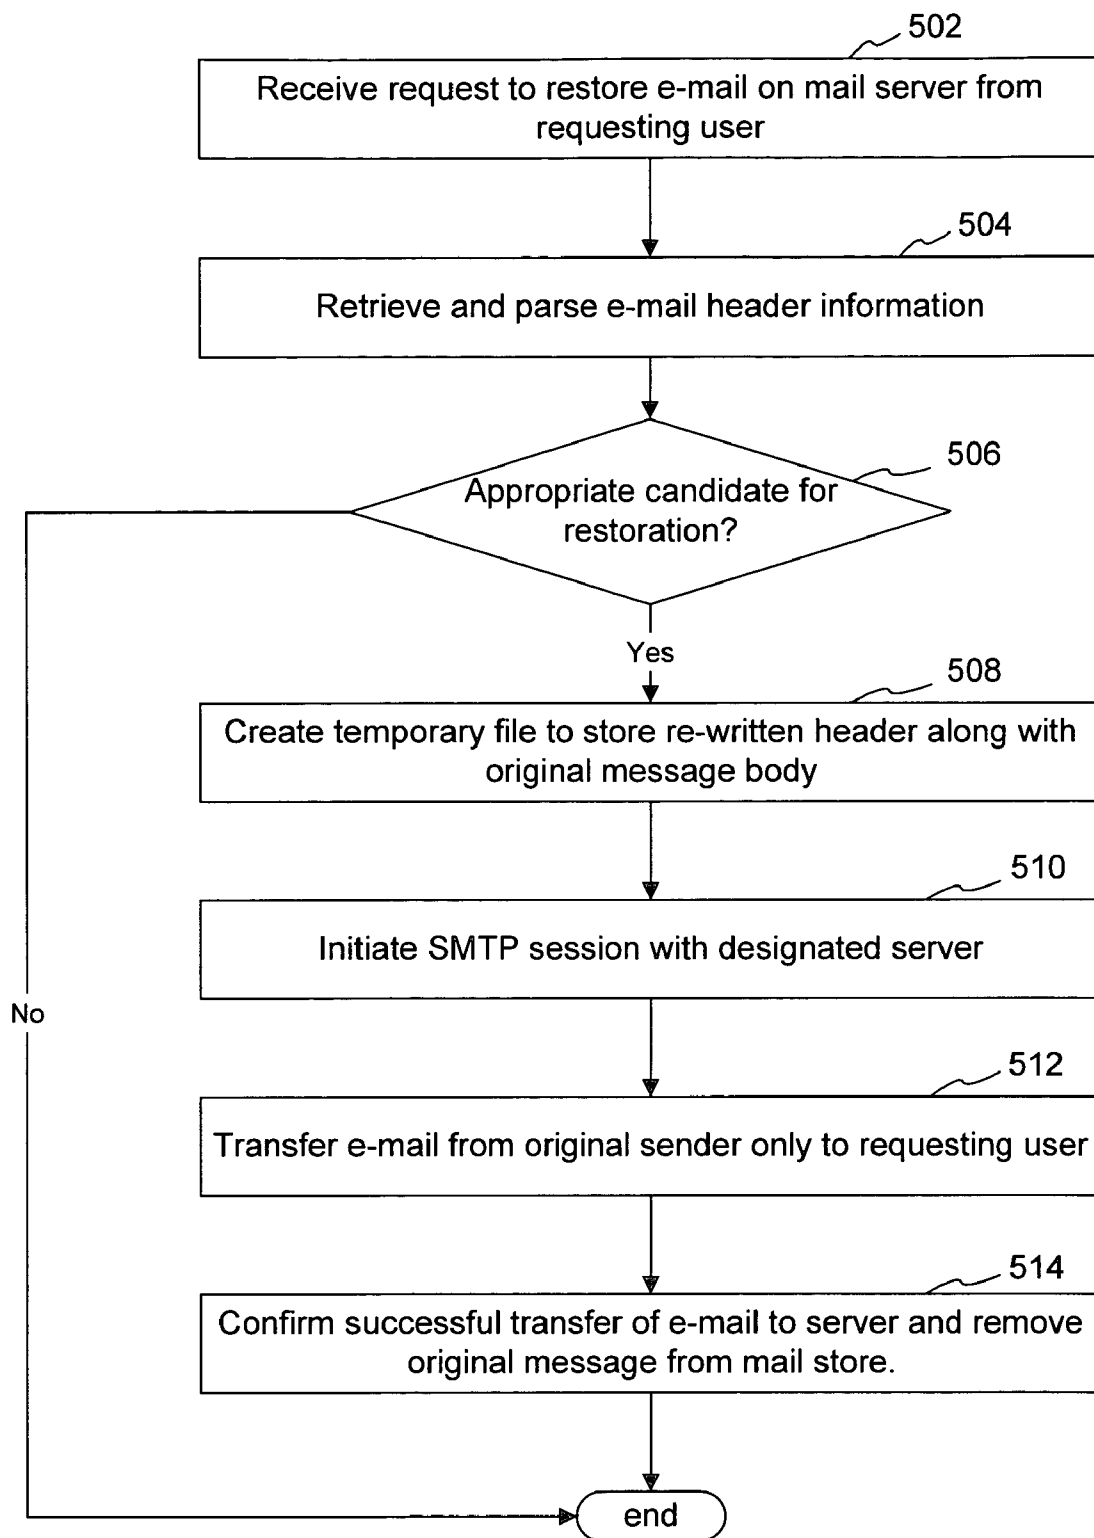 502
Receive request to restore e-mail on mail server from
requesting user
504
Retrieve and parse e-mail header information
506
Appropriate candidate for
restoration?
Yes
508
Create temporary file to store re-written header along with
original message body
510
Initiate SMTP session with designated server
No
512
Transfer e-mail from original sender only to requesting user
514
Confirm successful transfer of e-mail to server and remove
original message from mail store.
end